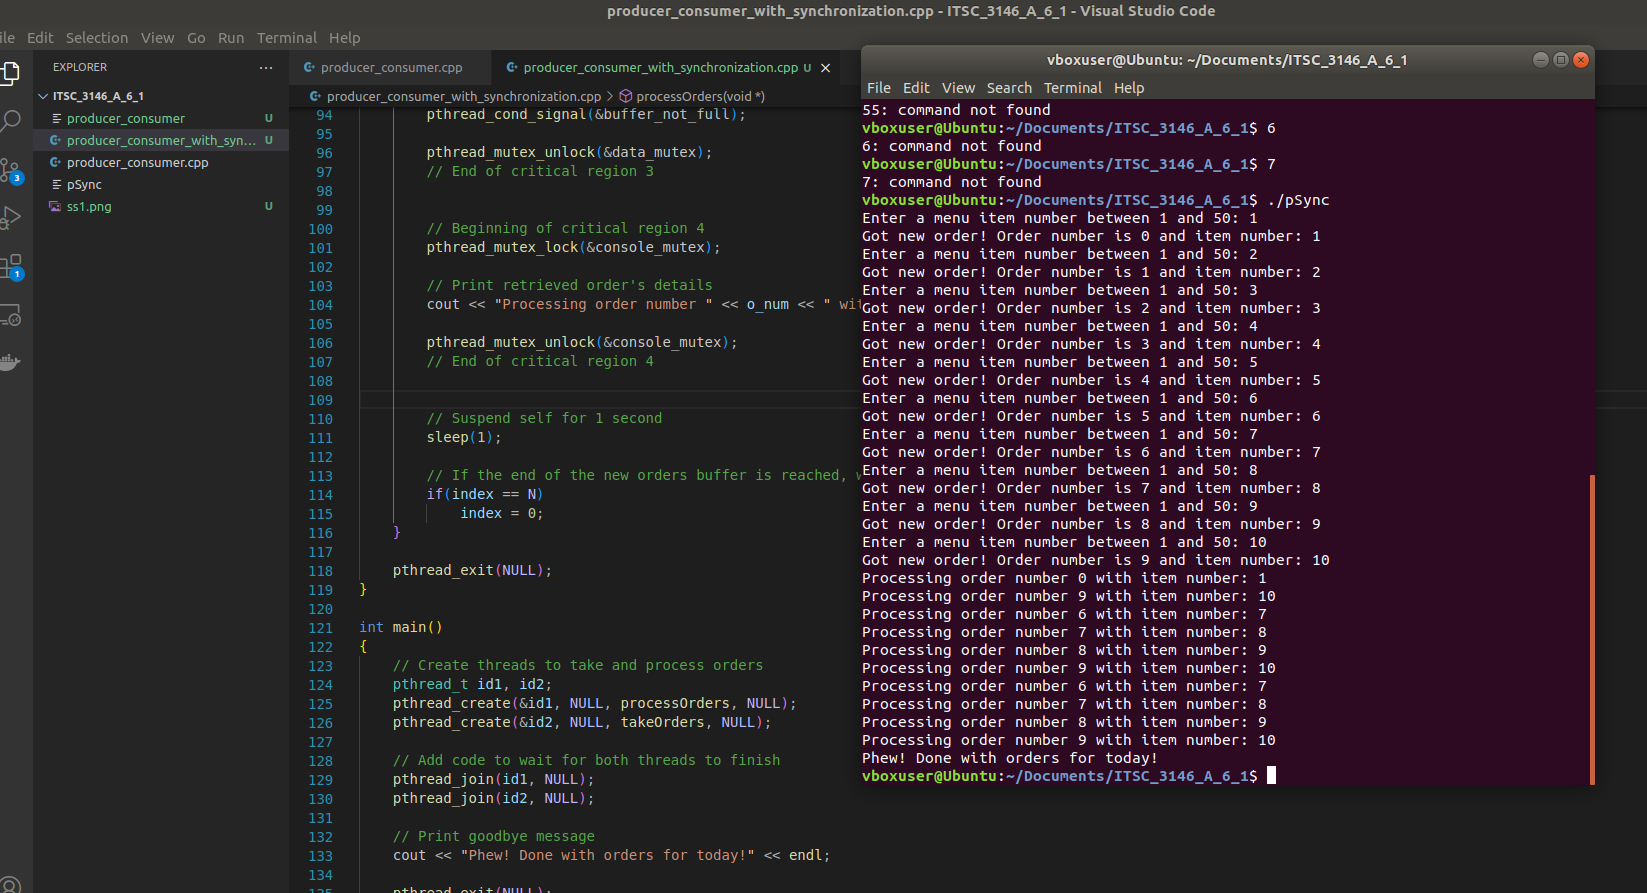 producer_consumer_with_synchronization.cpp - ITSC_3146_A_6_1 - Visual Studio Code
ile Edit Selection View Go Run Terminal Help
EXPLORER ...
ITSC_3146_A_6_1
producer_consumer U
producer_consumer_with_syn... U
producer_consumer.cpp
pSync
ss1.png U
3
1
producer_consumer.cpp
producer_consumer_with_synchronization.cpp U
producer_consumer_with_synchronization.cpp > processOrders(void *)
94 pthread_cond_signal(&buffer_not_full);
95
96 pthread_mutex_unlock(&data_mutex);
97 // End of critical region 3
98
99
100 // Beginning of critical region 4
101 pthread_mutex_lock(&console_mutex);
102
103 // Print retrieved order's details
104 cout << "Processing order number " << o_num << " wit
105
106 pthread_mutex_unlock(&console_mutex);
107 // End of critical region 4
108
109
110 // Suspend self for 1 second
111 sleep(1);
112
113 // If the end of the new orders buffer is reached,
114 if(index == N)
115 index = 0;
116 }
117
118 pthread_exit(NULL);
119 }
120
121 int main()
122 {
123 // Create threads to take and process orders
124 pthread_t id1, id2;
125 pthread_create(&id1, NULL, processOrders, NULL);
126 pthread_create(&id2, NULL, takeOrders, NULL);
127
128 // Add code to wait for both threads to finish
129 pthread_join(id1, NULL);
130 pthread_join(id2, NULL);
131
132 // Print goodbye message
133 cout << "Phew! Done with orders for today!" << endl;
134
135 pthread_exit(NULL);
vboxuser@Ubuntu: ~/Documents/ITSC_3146_A_6_1
File Edit View Search Terminal Help
55: command not found
vboxuser@Ubuntu:~/Documents/ITSC_3146_A_6_1$ 6
6: command not found
vboxuser@Ubuntu:~/Documents/ITSC_3146_A_6_1$ 7
7: command not found
vboxuser@Ubuntu:~/Documents/ITSC_3146_A_6_1$ ./pSync
Enter a menu item number between 1 and 50: 1
Got new order! Order number is 0 and item number: 1
Enter a menu item number between 1 and 50: 2
Got new order! Order number is 1 and item number: 2
Enter a menu item number between 1 and 50: 3
Got new order! Order number is 2 and item number: 3
Enter a menu item number between 1 and 50: 4
Got new order! Order number is 3 and item number: 4
Enter a menu item number between 1 and 50: 5
Got new order! Order number is 4 and item number: 5
Enter a menu item number between 1 and 50: 6
Got new order! Order number is 5 and item number: 6
Enter a menu item number between 1 and 50: 7
Got new order! Order number is 6 and item number: 7
Enter a menu item number between 1 and 50: 8
Got new order! Order number is 7 and item number: 8
Enter a menu item number between 1 and 50: 9
Got new order! Order number is 8 and item number: 9
Enter a menu item number between 1 and 50: 10
Got new order! Order number is 9 and item number: 10
Processing order number 0 with item number: 1
Processing order number 9 with item number: 10
Processing order number 6 with item number: 7
Processing order number 7 with item number: 8
Processing order number 8 with item number: 9
Processing order number 9 with item number: 10
Processing order number 6 with item number: 7
Processing order number 7 with item number: 8
Processing order number 8 with item number: 9
Processing order number 9 with item number: 10
Phew! Done with orders for today!
vboxuser@Ubuntu:~/Documents/ITSC_3146_A_6_1$